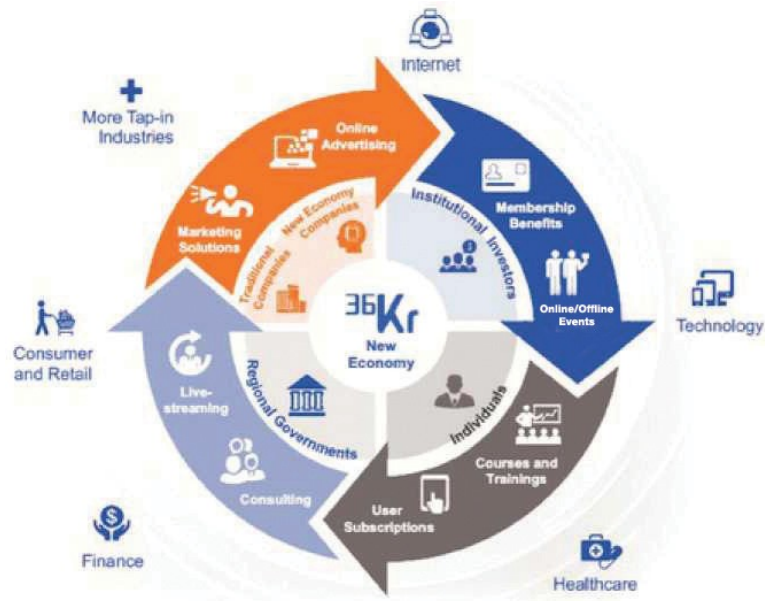 Internet
More Tap-in
Industries
Online
Advertising
Marketing
Solutions
New Economy
Companies
Traditional
Companies
Institutional Investors
Membership
Benefits
Online/Offline
Events
Technology
36Kr
New
Economy
Consumer
and Retail
Live-
streaming
Regional Governments
Individuals
Courses and
Trainings
Consulting
User
Subscriptions
Finance
Healthcare